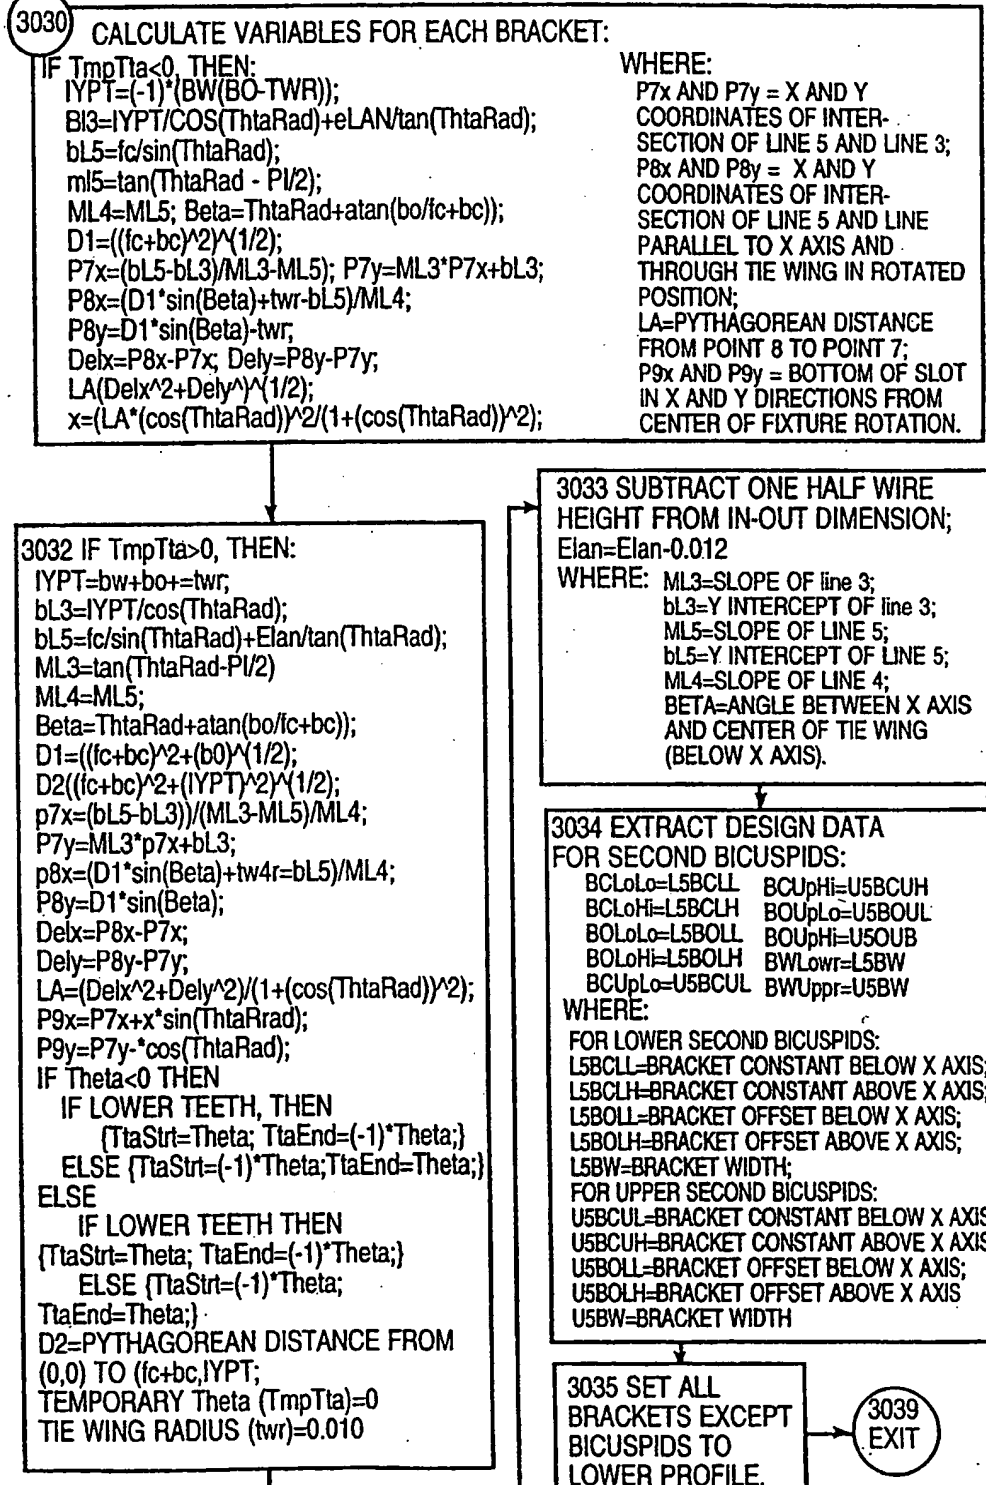 3030
CALCULATE VARIABLES FOR EACH BRACKET:
IF TmpTta<0, THEN:
IYPT=(-1)*(BW(BO-TWR));
Bl3=IYPT/COS(ThtaRad)+eLAN/tan(ThtaRad);
bL5=fc/sin(ThtaRad);
ml5=tan(ThtaRad - PI/2);
ML4=ML5; Beta=ThtaRad+atan(bo/fc+bc));
D1=((fc+bc)^2)^(1/2);
P7x=(bL5-bL3)/ML3-ML5); P7y=ML3*P7x+bL3;
P8x=(D1*sin(Beta)+twr-bL5)/ML4;
P8y=D1*sin(Beta)-twr;
Delx=P8x-P7x; Dely=P8y-P7y;
LA(Delx^2+Dely^)^(1/2);
x=(LA*(cos(ThtaRad))^2/(1+(cos(ThtaRad))^2);
WHERE:
P7x AND P7y = X AND Y
COORDINATES OF INTER-
SECTION OF LINE 5 AND LINE 3;
P8x AND P8y = X AND Y
COORDINATES OF INTER-
SECTION OF LINE 5 AND LINE
PARALLEL TO X AXIS AND
THROUGH TIE WING IN ROTATED
POSITION;
LA=PYTHAGOREAN DISTANCE
FROM POINT 8 TO POINT 7;
P9x AND P9y = BOTTOM OF SLOT
IN X AND Y DIRECTIONS FROM
CENTER OF FIXTURE ROTATION.
3032 IF TmpTta>0, THEN:
IYPT=bw+bo+=twr;
bL3=IYPT/cos(ThtaRad);
bL5=fc/sin(ThtaRad)+Elan/tan(ThtaRad);
ML3=tan(ThtaRad-PI/2)
ML4=ML5;
Beta=ThtaRad+atan(bo/fc+bc));
D1=((fc+bc)^2+(b0)^(1/2);
D2((fc+bc)^2+(IYPT)^2)^(1/2);
p7x=(bL5-bL3))/(ML3-ML5)/ML4;
P7y=ML3*p7x+bL3;
p8x=(D1*sin(Beta)+tw4r=bL5)/ML4;
P8y=D1*sin(Beta);
Delx=P8x-P7x;
Dely=P8y-P7y;
LA=(Delx^2+Dely^2)/(1+(cos(ThtaRad))^2);
P9x=P7x+x*sin(ThtaRrad);
P9y=P7y-*cos(ThtaRad);
IF Theta<0 THEN
IF LOWER TEETH, THEN
{TtaStrt=Theta; TtaEnd=(-1)*Theta;}
ELSE {TtaStrt=(-1)*Theta;TtaEnd=Theta;}
ELSE
IF LOWER TEETH THEN
{TtaStrt=Theta; TtaEnd=(-1)*Theta;}
ELSE {TtaStrt=(-1)*Theta;
TtaEnd=Theta;}
D2=PYTHAGOREAN DISTANCE FROM
(0,0) TO (fc+bc,IYPT;
TEMPORARY Theta (TmpTta)=0
TIE WING RADIUS (twr)=0.010
3033 SUBTRACT ONE HALF WIRE
HEIGHT FROM IN-OUT DIMENSION;
Elan=Elan-0.012
WHERE: ML3=SLOPE OF line 3;
bL3=Y INTERCEPT OF line 3;
ML5=SLOPE OF LINE 5;
bL5=Y INTERCEPT OF LINE 5;
ML4=SLOPE OF LINE 4;
BETA=ANGLE BETWEEN X AXIS
AND CENTER OF TIE WING
(BELOW X AXIS).
3034 EXTRACT DESIGN DATA
FOR SECOND BICUSPIDS:
BCLoLo=L5BCLL BCUpHi=U5BCUH
BCLoHi=L5BCLH BOUpLo=U5BOUL
BOLoLo=L5BOLL BOUpHi=U5OUB
BOLoHi=L5BOLH BWLowr=L5BW
BCUpLo=U5BCUL BWUppr=U5BW
WHERE:
FOR LOWER SECOND BICUSPIDS:
L5BCLL=BRACKET CONSTANT BELOW X AXIS;
L5BCLH=BRACKET CONSTANT ABOVE X AXIS;
L5BOLL=BRACKET OFFSET BELOW X AXIS;
L5BOLH=BRACKET OFFSET ABOVE X AXIS;
L5BW=BRACKET WIDTH;
FOR UPPER SECOND BICUSPIDS:
U5BCUL=BRACKET CONSTANT BELOW X AXIS
U5BCUH=BRACKET CONSTANT ABOVE X AXIS
U5BOLL=BRACKET OFFSET BELOW X AXIS;
U5BOLH=BRACKET OFFSET ABOVE X AXIS
U5BW=BRACKET WIDTH
3035 SET ALL
BRACKETS EXCEPT
BICUSPIDS TO
LOWER PROFILE.
3039
EXIT